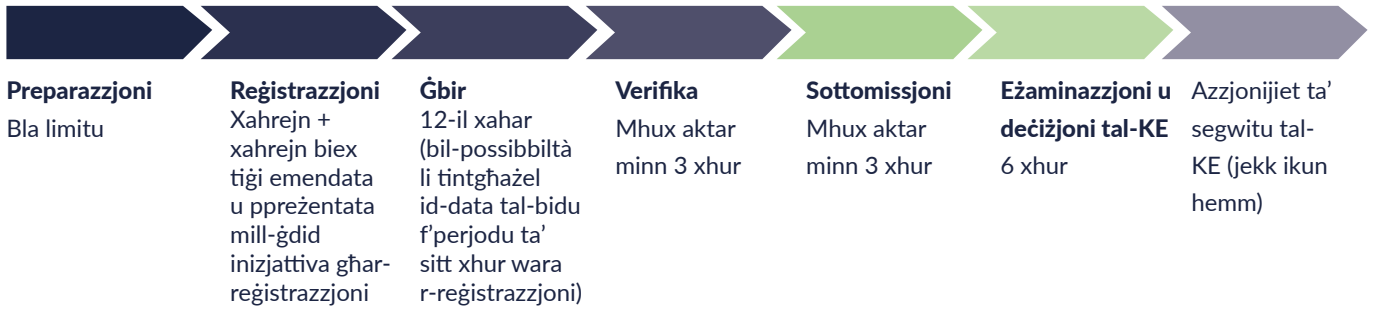 Preparazzjoni
Bla limitu
Reġistrazzjoni
Xahrejn +
xahrejn biex
tiġi emendata
u ppreżentata
mill-ġdid
inizjattiva għar-
reġistrazzjoni
Ġbir
12-il xahar
(bil-possibbiltà
li tintgħażel
id-data tal-bidu
f’perjodu ta’
sitt xhur wara
r-reġistrazzjoni)
Verifika
Mhux aktar
minn 3 xhur
Sottomissjoni
Mhux aktar
minn 3 xhur
Eżaminazzjoni u
deċiżjoni tal-KE
6 xhur
Azzjonijiet ta’
segwitu tal-
KE (jekk ikun
hemm)